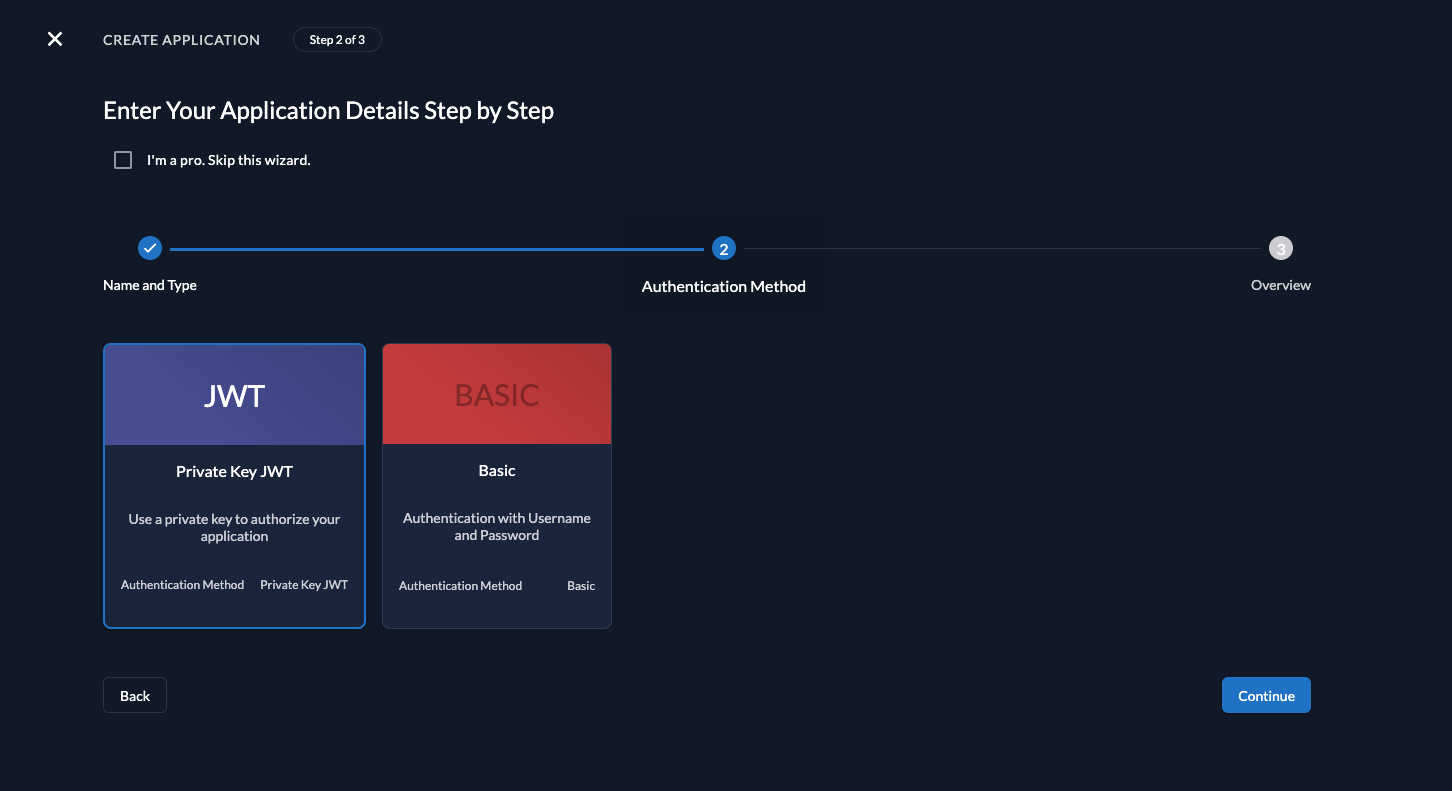 CREATE APPLICATION
Step 2 of 3
Enter Your Application Details Step by Step
I'm a pro. Skip this wizard.
2
3
Name and Type
Authentication Method
Overview
JWT
Private Key JWT
Use a private key to authorize your
application
Authentication Method Private Key JWT
BASIC
Basic
Authentication with Username
and Password
Authentication Method Basic
Back
Continue